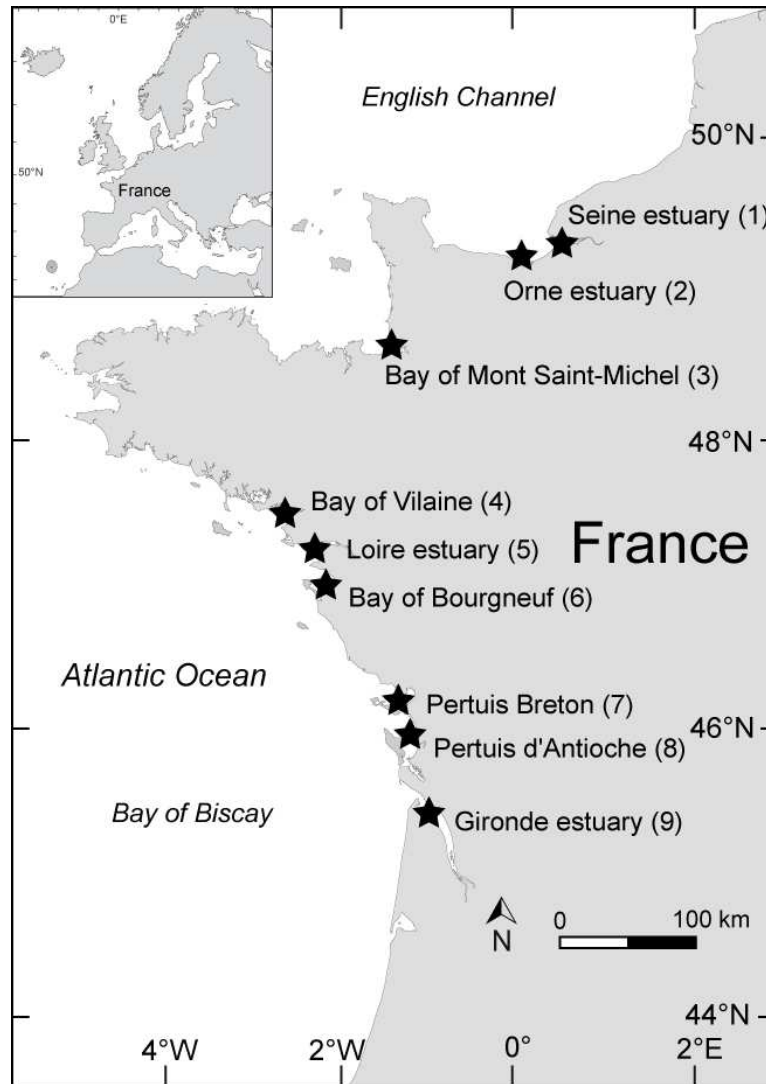 0°E
50°N
France
English Channel
50°N
Seine estuary (1)
Orne estuary (2)
Bay of Mont Saint-Michel (3)
48°N
Bay of Vilaine (4)
France
Loire estuary (5)
Bay of Bourgneuf (6)
Atlantic Ocean
Pertuis Breton (7)
46°N
Pertuis d'Antioche (8)
Bay of Biscay
Gironde estuary (9)
N
0 100 km
44°N
4°W 2°W 0° 2°E